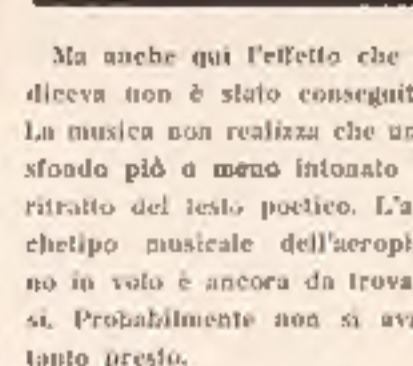 Ma anche qui l'effetto che
diceva non è stato conseguit
La musica non realizza che un
sfondo più o meno intonato
ritratto del testo poetico. L'a
chetipo musicale dell'aeropl
no in volo è ancora da trova
si. Probabilmente non si av
tanto presto.